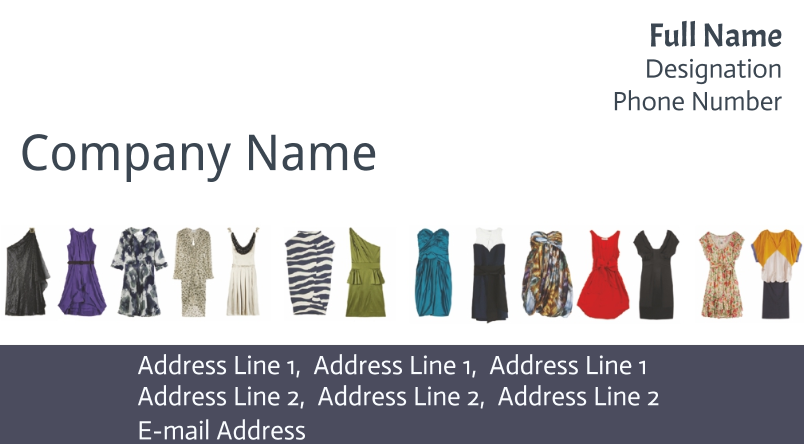 Full Name
Designation
Phone Number
Company Name
Address Line 1,  Address Line 1,  Address Line 1
Address Line 2,  Address Line 2,  Address Line 2
E-mail Address